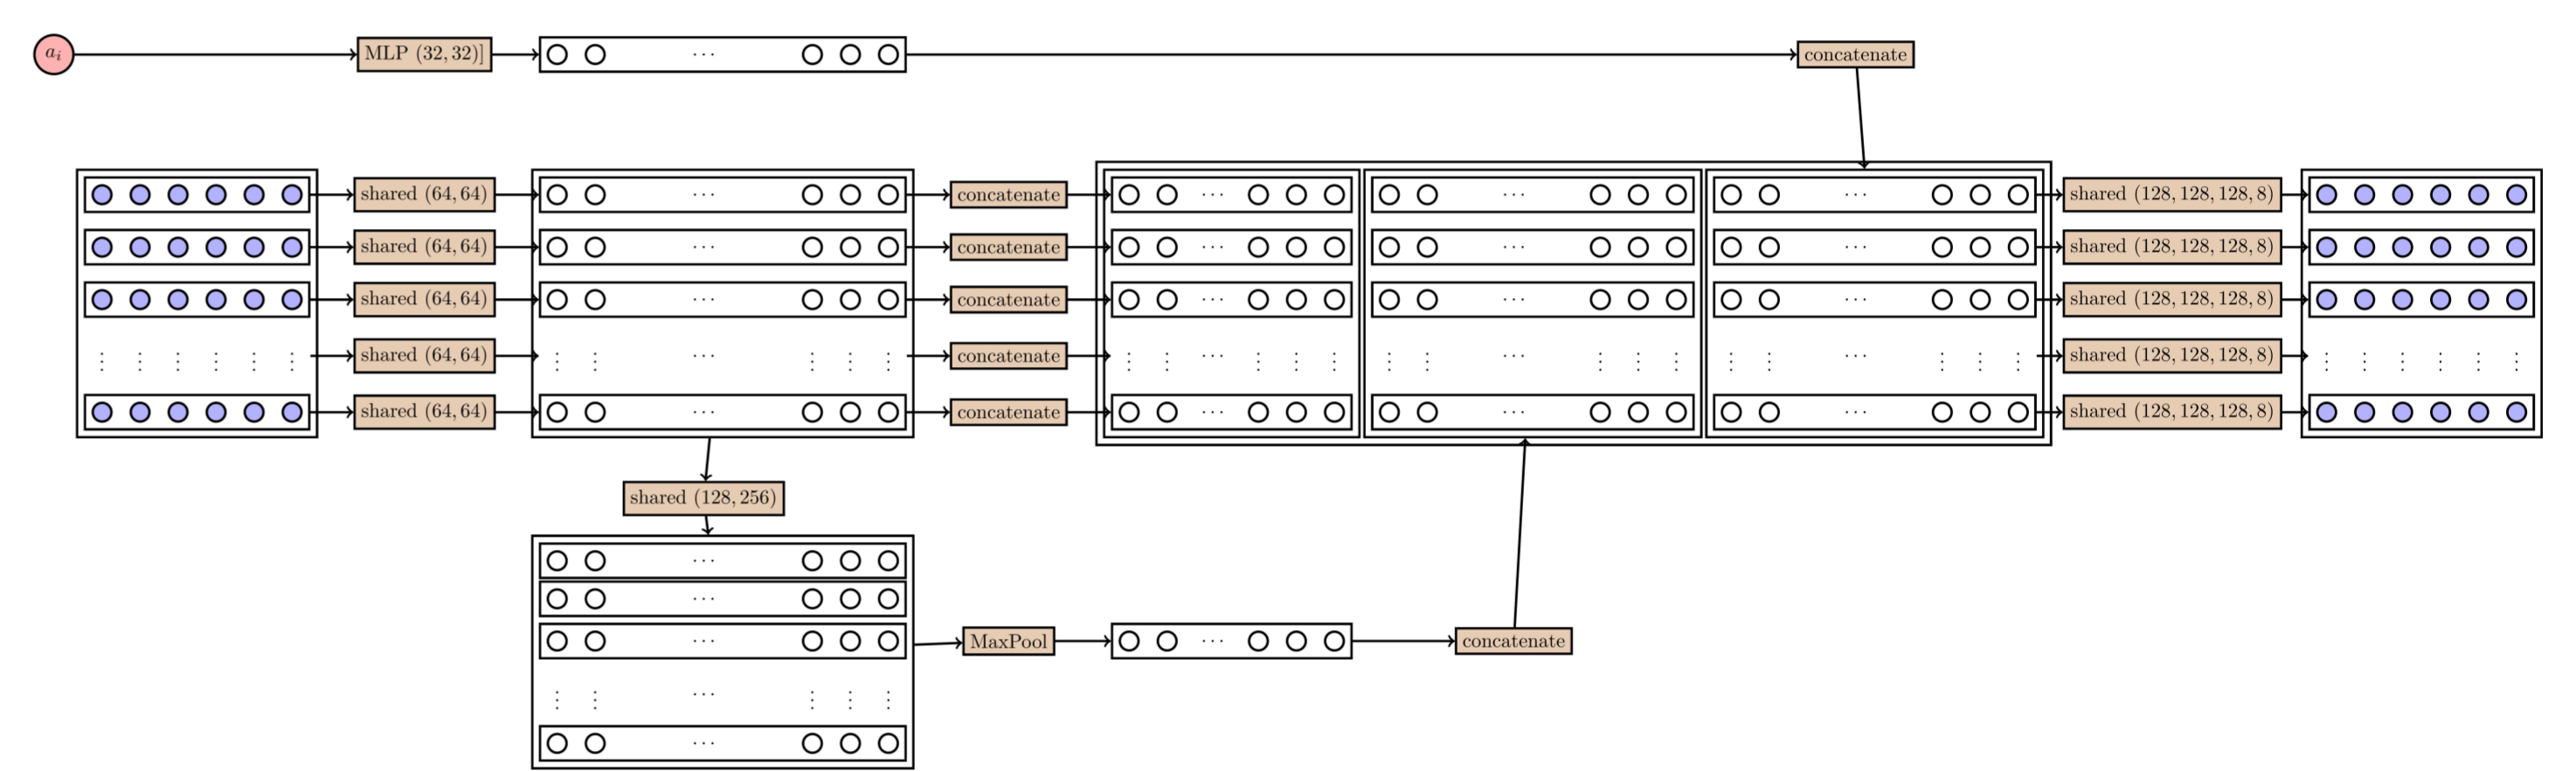 a_i MLP (32, 32)] ··· concatenate
shared (64, 64) ··· concatenate ··· ··· ··· shared (128, 128, 128, 8)
shared (64, 64) ··· concatenate ··· ··· ··· shared (128, 128, 128, 8)
shared (64, 64) ··· concatenate ··· ··· ··· shared (128, 128, 128, 8)
shared (64, 64) ··· concatenate ··· ··· ··· shared (128, 128, 128, 8)
shared (64, 64) ··· concatenate ··· ··· ··· shared (128, 128, 128, 8)
shared (128, 256)
···
···
··· MaxPool ··· concatenate
···
···